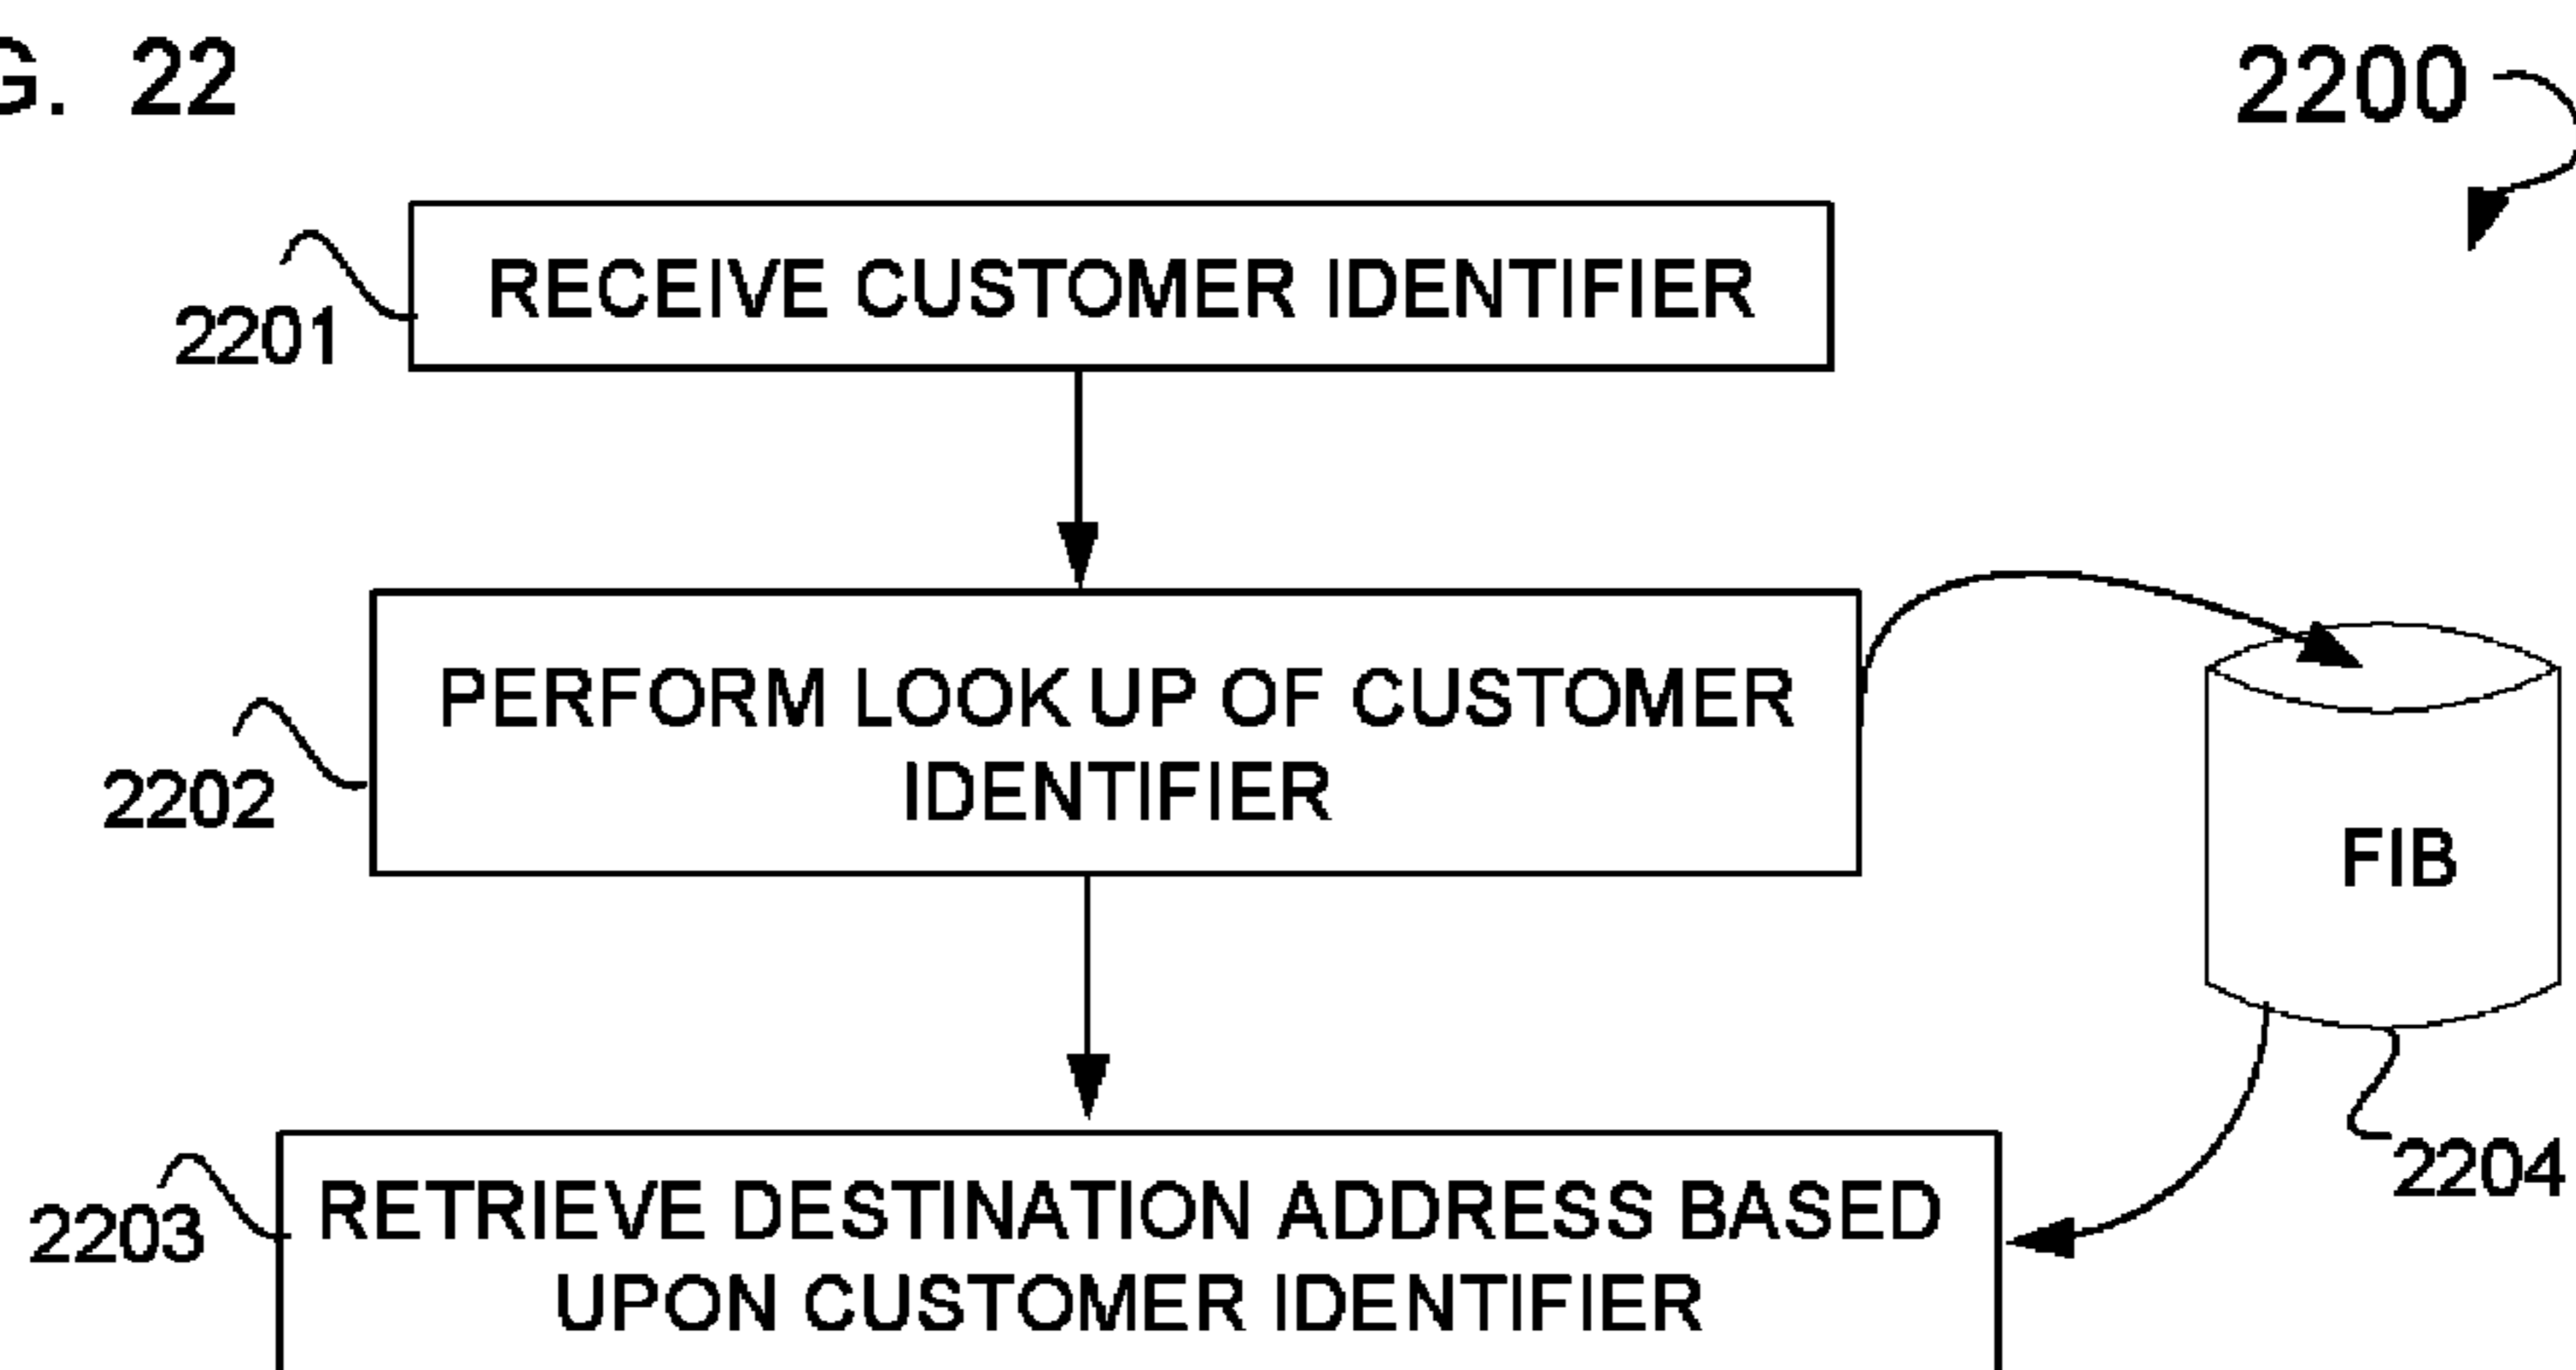 G. 22
2200
RECEIVE CUSTOMER IDENTIFIER
2201
PERFORM LOOK UP OF CUSTOMER
IDENTIFIER
2202
FIB
2204
RETRIEVE DESTINATION ADDRESS BASED
UPON CUSTOMER IDENTIFIER
2203